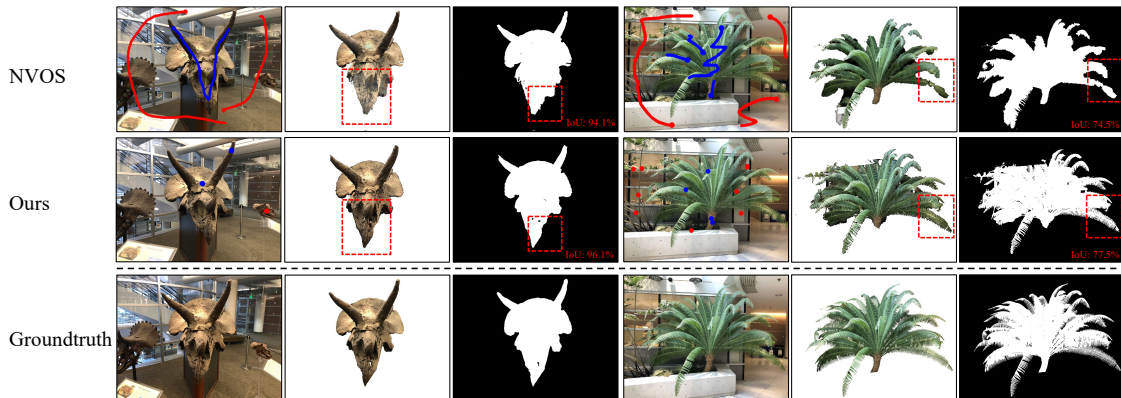 NVOS
IoU: 94.1%
IoU: 74.5%
Ours
IoU: 96.1%
IoU: 77.5%
Groundtruth